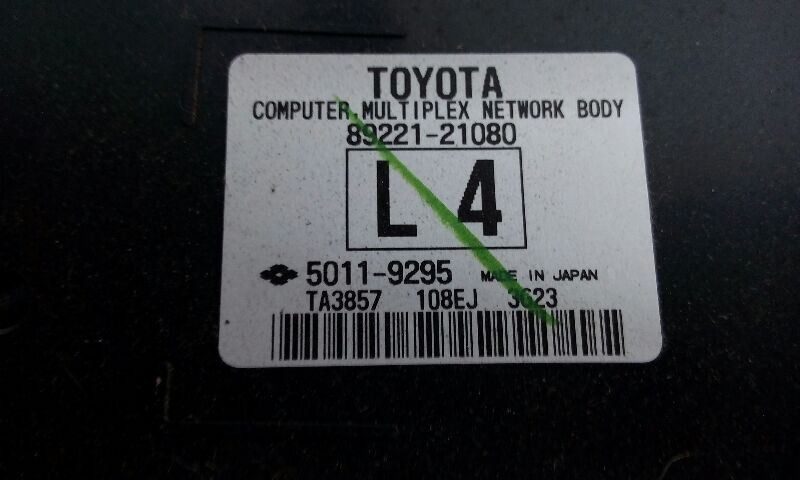 TOYOTA
COMPUTER,MULTIPLEX NETWORK BODY
89221-21080
L 4
5011-9295 MADE IN JAPAN
TA3857 108EJ 3623